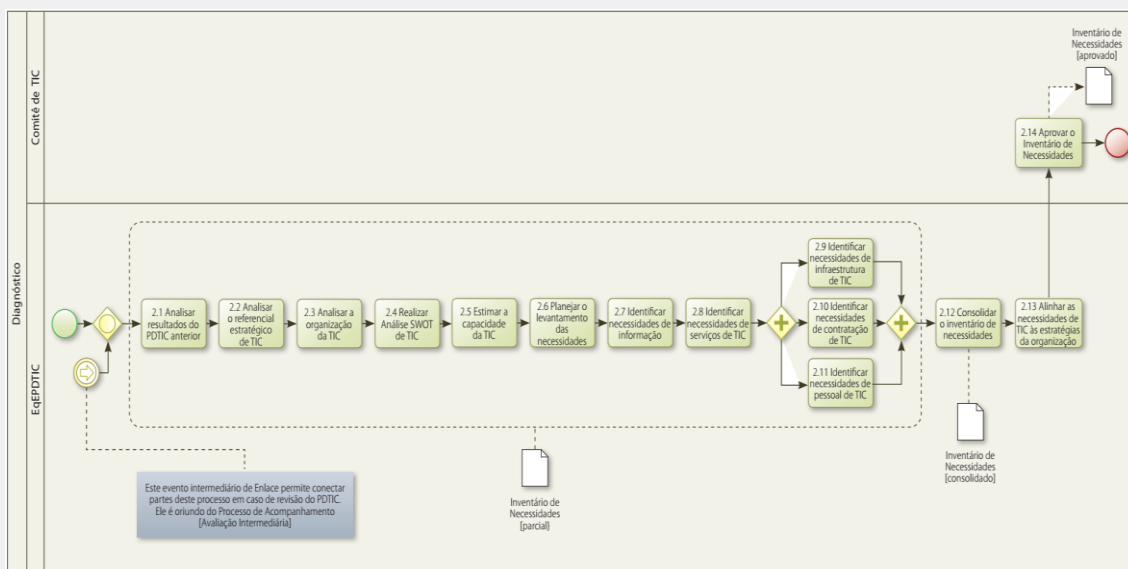 Diagnóstico
Comitê de TIC
EqEPDTIC
Inventário de
Necessidades
[aprovado]
2.14 Aprovar o
Inventário de
Necessidades
2.1 Analisar
resultados do
PDTIC anterior
2.2 Analisar
o referencial
estratégico
de TIC
2.3 Analisar a
organização
da TIC
2.4 Realizar
Análise SWOT
de TIC
2.5 Estimar a
capacidade
da TIC
2.6 Planejar o
levantamento
das
necessidades
2.7 Identificar
necessidades de
informação
2.8 Identificar
necessidades de
serviços de TIC
2.9 Identificar
necessidades de
infraestrutura
de TIC
2.10 Identificar
necessidades
de contratação
de TIC
2.11 Identificar
necessidades de
pessoal de TIC
2.12 Consolidar
o inventário de
necessidades
2.13 Alinhar as
necessidades de
TIC às estratégias
da organização
Este evento intermediário de Enlace permite conectar
partes deste processo em caso de revisão do PDTIC.
Ele é oriundo do Processo de Acompanhamento
[Avaliação Intermediária]
Inventário de
Necessidades
[parcial}
Inventário de
Necessidades
[consolidado]